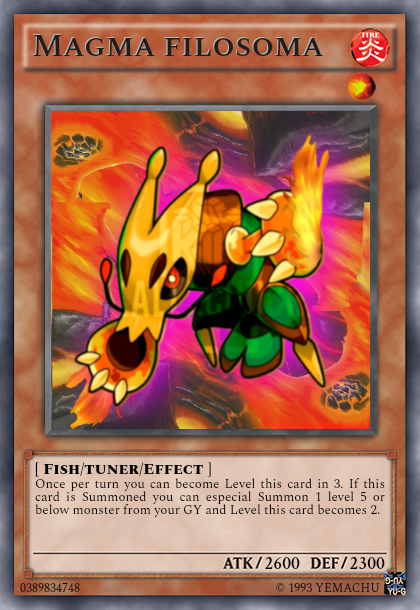 MAGMA FILOSOMA
FIRE
炎
[ FISH/TUNER/EFFECT ]
Once per turn you can become Level this card in 3. If this
card is Summoned you can especial Summon 1 level 5 or
below monster from your GY and Level this card becomes 2.
ATK/2600 DEF/2300
0389834748
© 1993 YEMACHU